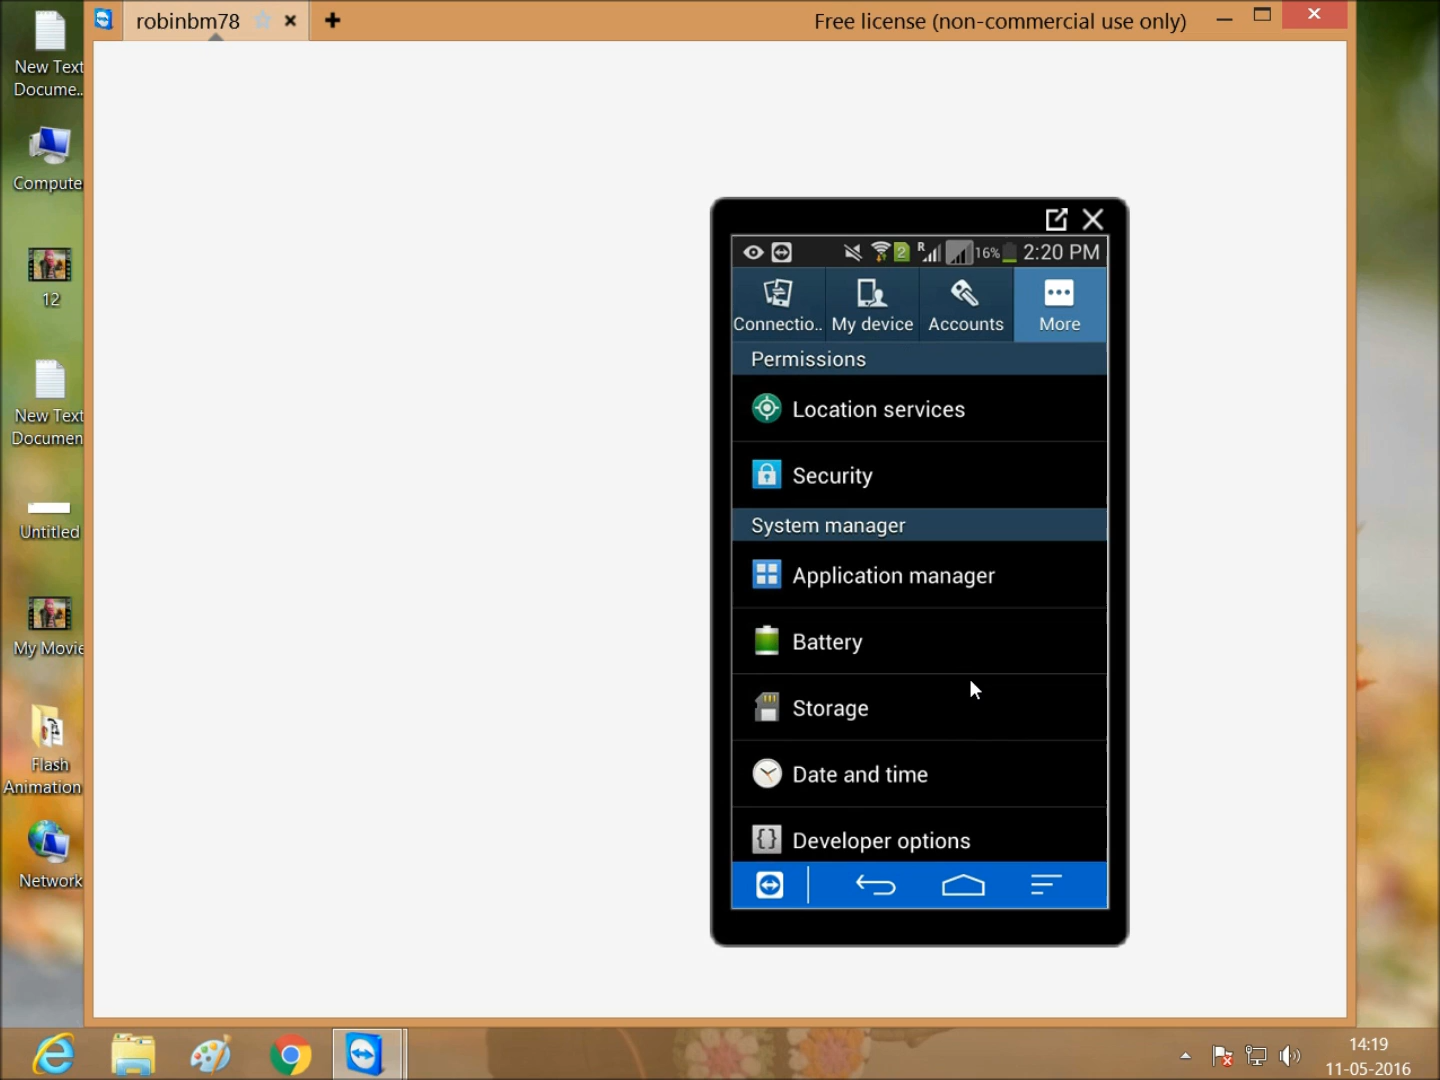 robinbm78
Free license (non-commercial use only)
New Text
Docume..
Compute
12
New Text
Documen
Untitled
My Movie
Flash
Animation
Network
2
R
16%
2:20 PM
Connectio..
My device
Accounts
More
Permissions
Location services
Security
System manager
Application manager
Battery
Storage
Date and time
Developer options
14:19
11-05-2016